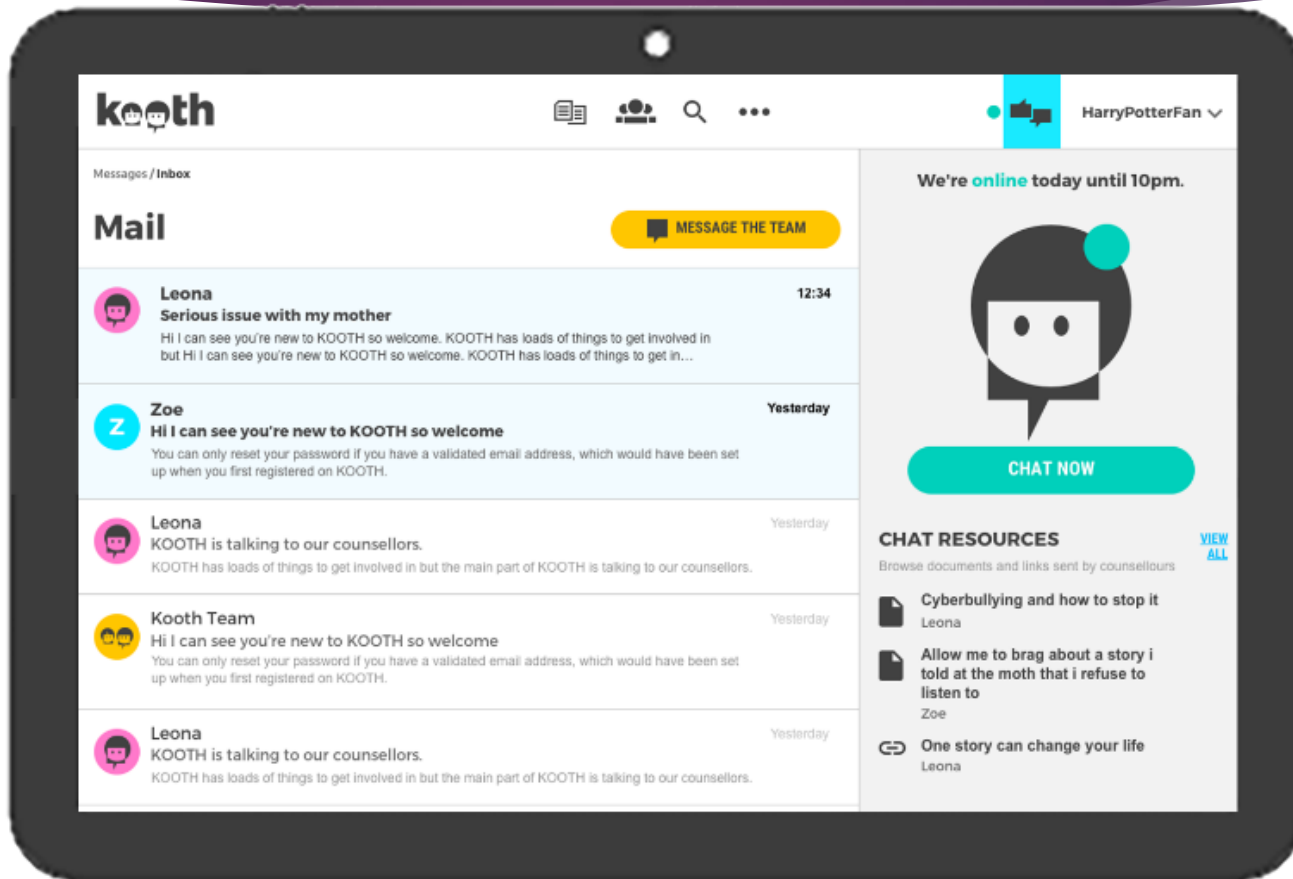 kooth
HarryPotterFan
Messages / Inbox
Mail
MESSAGE THE TEAM
Leona
12:34
Serious issue with my mother
Hi I can see you're new to KOOTH so welcome. KOOTH has loads of things to get involved in
but Hi I can see you're new to KOOTH so welcome. KOOTH has loads of things to get in...
Z
Zoe
Yesterday
Hi I can see you're new to KOOTH so welcome
You can only reset your password if you have a validated email address, which would have been set
up when you first registered on KOOTH.
Leona
Yesterday
KOOTH is talking to our counsellors.
KOOTH has loads of things to get involved in but the main part of KOOTH is talking to our counsellors.
Kooth Team
Yesterday
Hi I can see you're new to KOOTH so welcome
You can only reset your password if you have a validated email address, which would have been set
up when you first registered on KOOTH.
Leona
Yesterday
KOOTH is talking to our counsellors.
KOOTH has loads of things to get involved in but the main part of KOOTH is talking to our counsellors.
We're online today until 10pm.
CHAT NOW
CHAT RESOURCES
VIEW
ALL
Browse documents and links sent by counsellours
Cyberbullying and how to stop it
Leona
Allow me to brag about a story i
told at the moth that i refuse to
listen to
Zoe
One story can change your life
Leona